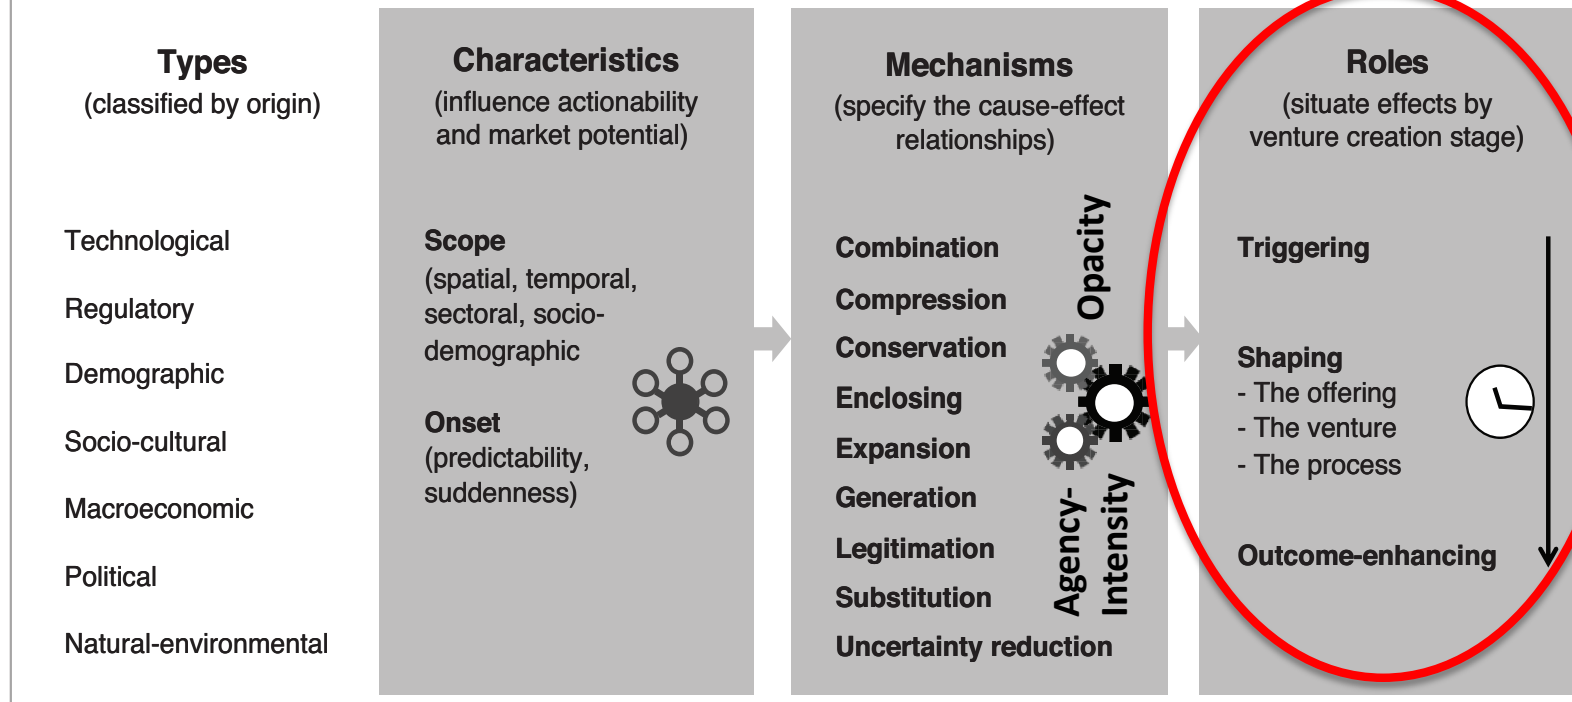 Types
(classified by origin)
Technological
Regulatory
Demographic
Socio-cultural
Macroeconomic
Political
Natural-environmental
Characteristics
(influence actionability
and market potential)
Scope
(spatial, temporal,
sectoral, socio-
demographic
Onset
(predictability,
suddenness)
Mechanisms
(specify the cause-effect
relationships)
Combination
Compression
Conservation
Enclosing
Expansion
Generation
Legitimation
Substitution
Uncertainty reduction
Opacity
Agency-
Intensity
Roles
(situate effects by
venture creation stage)
Triggering
Shaping
- The offering
- The venture
- The process
Outcome-enhancing